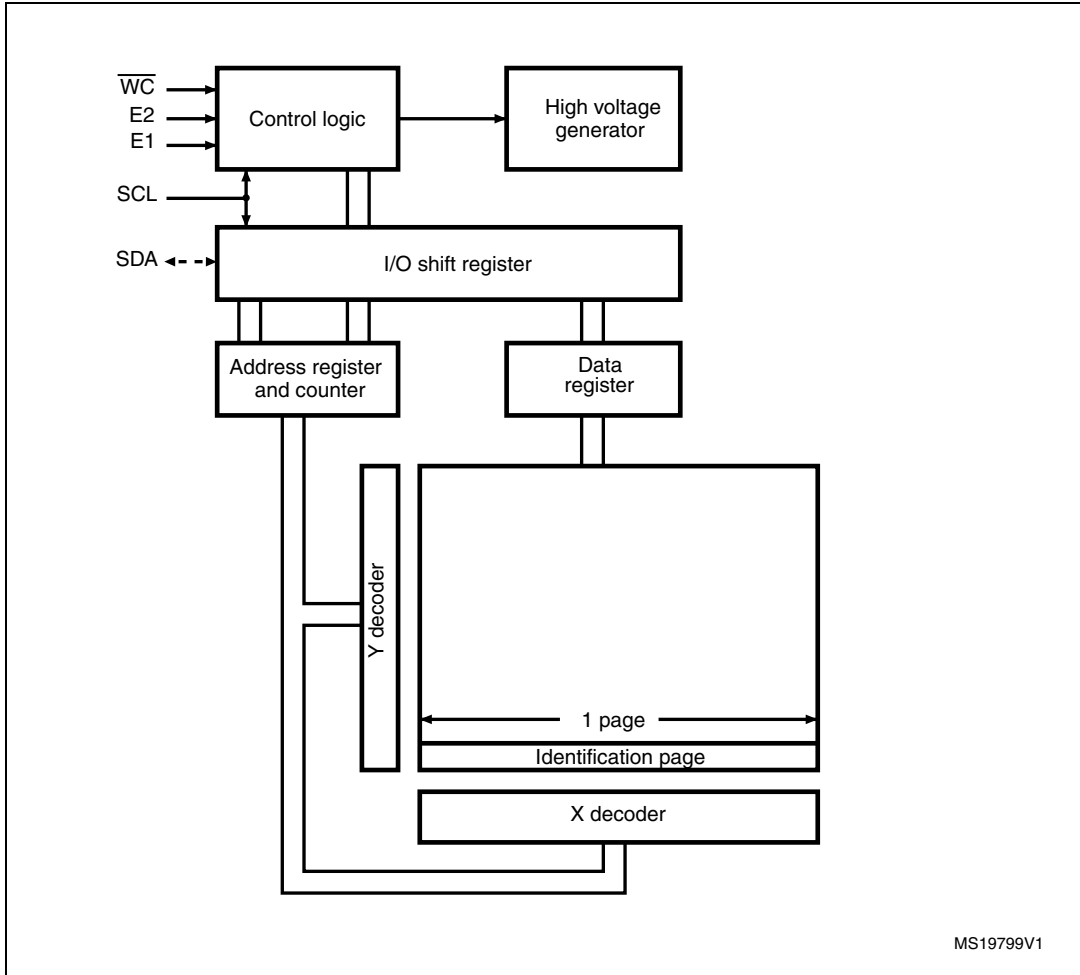 W̅C̅
E2
E1
Control logic
High voltage
generator
SCL
SDA
I/O shift register
Address register
and counter
Data
register
Y decoder
1 page
Identification page
X decoder
MS19799V1